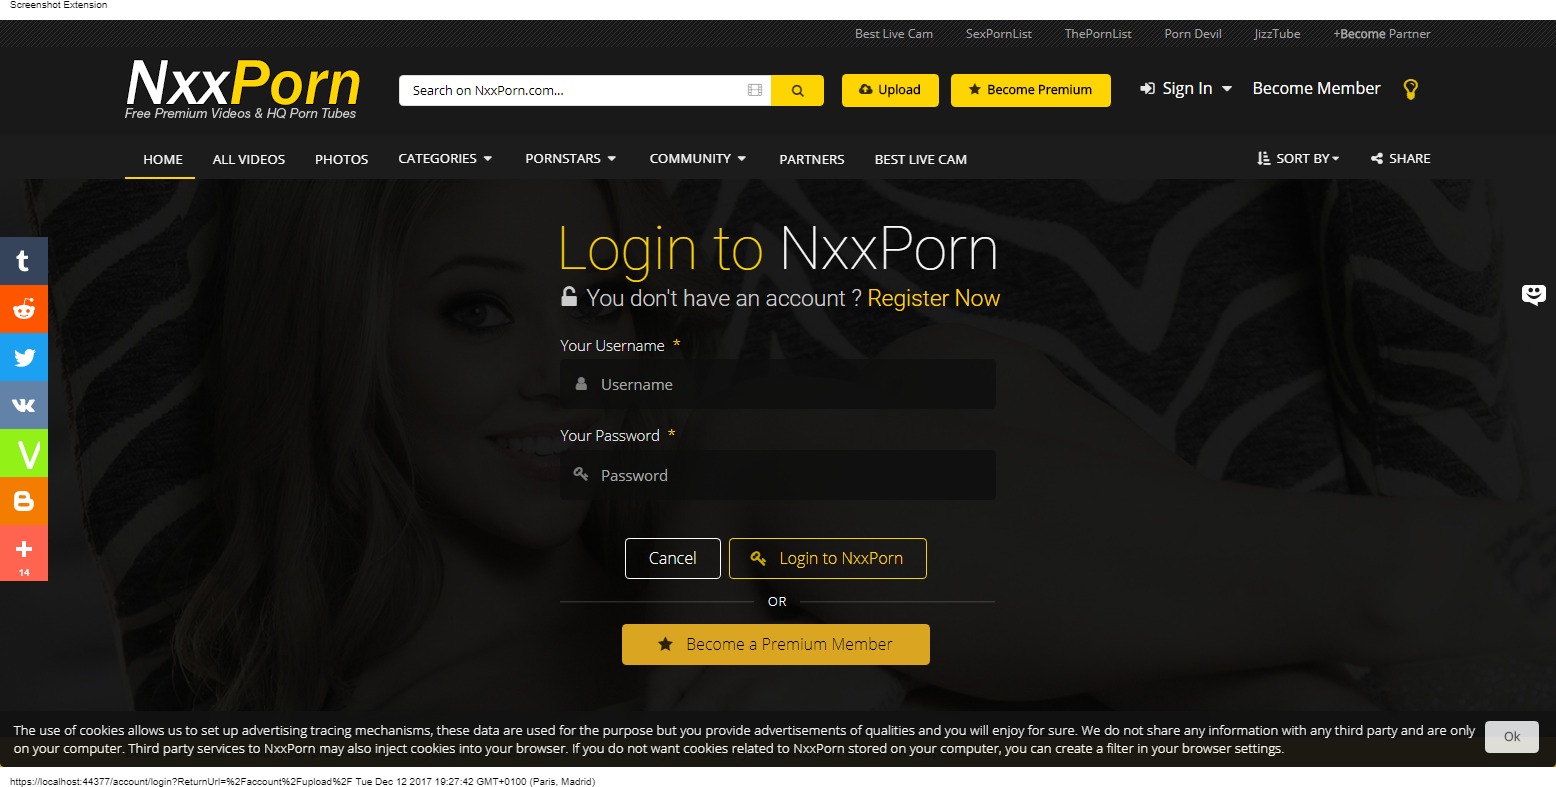 Screenshot Extension
Best Live Cam SexPornList ThePornList Porn Devil JizzTube +Become Partner
NxxPorn
Free Premium Videos & HQ Porn Tubes
Search on NxxPorn.com...
Upload
Become Premium
Sign In
Become Member
HOME ALL VIDEOS PHOTOS CATEGORIES PORNSTARS COMMUNITY PARTNERS BEST LIVE CAM SORT BY SHARE
Login to NxxPorn
You don't have an account ? Register Now
Your Username *
Username
Your Password *
Password
Cancel
Login to NxxPorn
OR
Become a Premium Member
14
The use of cookies allows us to set up advertising tracing mechanisms, these data are used for the purpose but you provide advertisements of qualities and you will enjoy for sure. We do not share any information with any third party and are only
on your computer. Third party services to NxxPorn may also inject cookies into your browser. If you do not want cookies related to NxxPorn stored on your computer, you can create a filter in your browser settings.
Ok
https://localhost:44377/account/login?ReturnUrl=%2Faccount%2Fupload%2F Tue Dec 12 2017 19:27:42 GMT+0100 (Paris, Madrid)